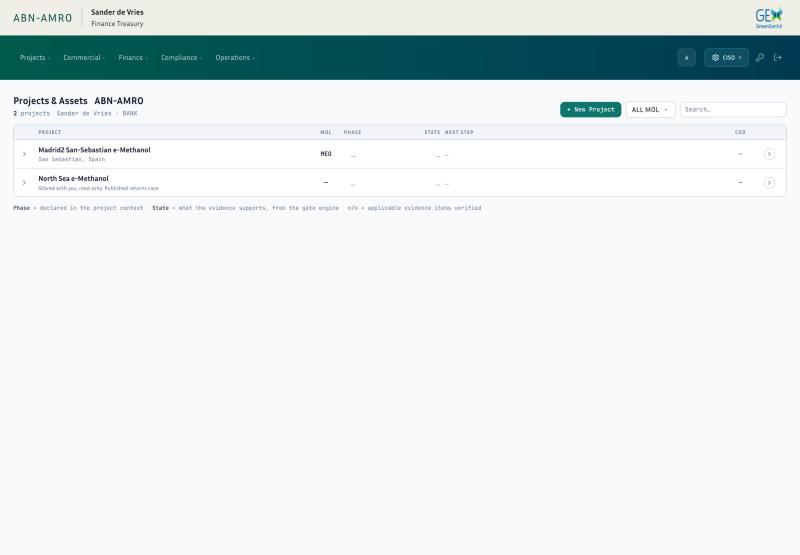 ABN-AMRO
Sander de Vries
Finance Treasury
GEX
GreenEarthX
Projects
Commercial
Finance
Compliance
Operations
A
CISO
Projects & Assets ABN-AMRO
2 projects Sander de Vries · BANK
+ New Project
ALL MOL
Search…
PROJECT MOL PHASE STATE NEXT STEP COD
Madrid2 San-Sebastian e-Methanol MEO … … — —
San Sebastian, Spain
North Sea e-Methanol — … … — —
Shared with you, read-only: Published returns case
Phase = declared in the project context State = what the evidence supports, from the gate engine n/m = applicable evidence items verified